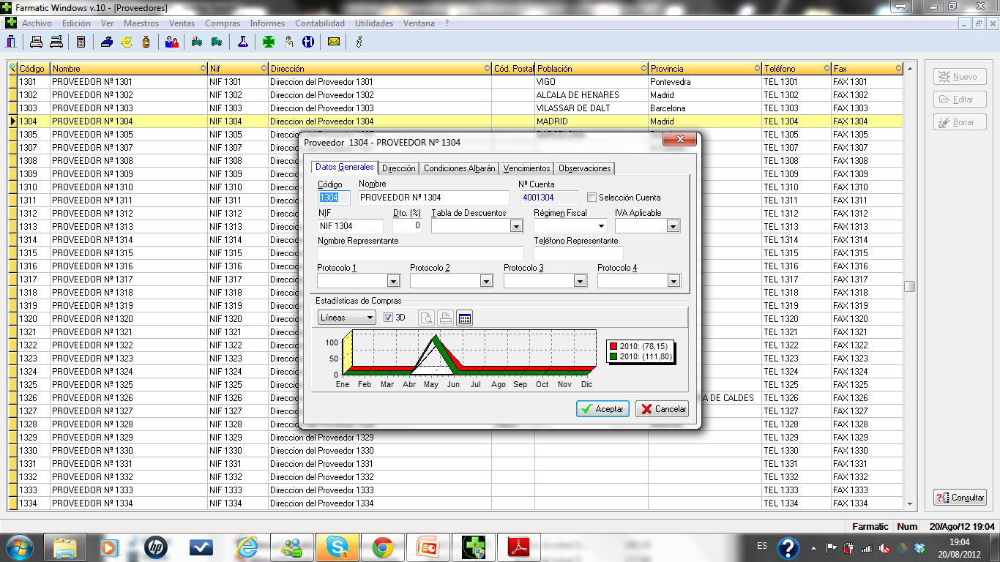 Farmatic Windows v.10 - [Proveedores]
Archivo Edición Ver Maestros Ventas Compras Informes Contabilidad Utilidades Ventana ?
Código Nombre Nif Dirección Cód. Postal Población Provincia Teléfono Fax
1301 PROVEEDOR Nº 1301 NIF 1301 Direccion del Proveedor 1301 VIGO Pontevedra TEL 1301 FAX 1301
1302 PROVEEDOR Nº 1302 NIF 1302 Direccion del Proveedor 1302 ALCALA DE HENARES Madrid TEL 1302 FAX 1302
1303 PROVEEDOR Nº 1303 NIF 1303 Direccion del Proveedor 1303 VILASSAR DE DALT Barcelona TEL 1303 FAX 1303
1304 PROVEEDOR Nº 1304 NIF 1304 Direccion del Proveedor 1304 MADRID Madrid TEL 1304 FAX 1304
1305 PROVEEDOR Nº 1305 NIF 1305 TEL 1305 FAX 1305
1307 PROVEEDOR Nº 1307 NIF 1307 TEL 1307 FAX 1307
1308 PROVEEDOR Nº 1308 NIF 1308 TEL 1308 FAX 1308
1309 PROVEEDOR Nº 1309 NIF 1309 TEL 1309 FAX 1309
1310 PROVEEDOR Nº 1310 NIF 1310 TEL 1310 FAX 1310
1311 PROVEEDOR Nº 1311 NIF 1311 TEL 1311 FAX 1311
1312 PROVEEDOR Nº 1312 NIF 1312 TEL 1312 FAX 1312
1313 PROVEEDOR Nº 1313 NIF 1313 TEL 1313 FAX 1313
1314 PROVEEDOR Nº 1314 NIF 1314 TEL 1314 FAX 1314
1315 PROVEEDOR Nº 1315 NIF 1315 TEL 1315 FAX 1315
1316 PROVEEDOR Nº 1316 NIF 1316 TEL 1316 FAX 1316
1317 PROVEEDOR Nº 1317 NIF 1317 TEL 1317 FAX 1317
1318 PROVEEDOR Nº 1318 NIF 1318 TEL 1318 FAX 1318
1319 PROVEEDOR Nº 1319 NIF 1319 TEL 1319 FAX 1319
1320 PROVEEDOR Nº 1320 NIF 1320 TEL 1320 FAX 1320
1321 PROVEEDOR Nº 1321 NIF 1321 TEL 1321 FAX 1321
1322 PROVEEDOR Nº 1322 NIF 1322 TEL 1322 FAX 1322
1323 PROVEEDOR Nº 1323 NIF 1323 TEL 1323 FAX 1323
1324 PROVEEDOR Nº 1324 NIF 1324 TEL 1324 FAX 1324
1325 PROVEEDOR Nº 1325 NIF 1325 TEL 1325 FAX 1325
1326 PROVEEDOR Nº 1326 NIF 1326 A DE CALDES TEL 1326 FAX 1326
1327 PROVEEDOR Nº 1327 NIF 1327 TEL 1327 FAX 1327
1328 PROVEEDOR Nº 1328 NIF 1328 TEL 1328 FAX 1328
1329 PROVEEDOR Nº 1329 NIF 1329 Direccion del Proveedor 1329 TEL 1329 FAX 1329
1330 PROVEEDOR Nº 1330 NIF 1330 Direccion del Proveedor 1330 TEL 1330 FAX 1330
1331 PROVEEDOR Nº 1331 NIF 1331 Direccion del Proveedor 1331 TEL 1331 FAX 1331
1332 PROVEEDOR Nº 1332 NIF 1332 Direccion del Proveedor 1332 TEL 1332 FAX 1332
1333 PROVEEDOR Nº 1333 NIF 1333 Direccion del Proveedor 1333 TEL 1333 FAX 1333
1334 PROVEEDOR Nº 1334 NIF 1334 Direccion del Proveedor 1334 TEL 1334 FAX 1334
Nuevo
Editar
Borrar
Consultar
Proveedor 1304 - PROVEEDOR Nº 1304
Datos Generales Dirección Condiciones Albarán Vencimientos Observaciones
Código Nombre Nº Cuenta
1304 PROVEEDOR Nº 1304 4001304 Selección Cuenta
NIF Dto. (%) Tabla de Descuentos Régimen Fiscal IVA Aplicable
NIF 1304 0
Nombre Representante Teléfono Representante
Protocolo 1 Protocolo 2 Protocolo 3 Protocolo 4
Estadísticas de Compras
Líneas 3D
100
50
0
Ene Feb Mar Abr May Jun Jul Ago Sep Oct Nov Dic
2010: (78,15)
2010: (111,80)
Aceptar Cancelar
Farmatic Num 20/Ago/12 19:04
ES 19:04
20/08/2012